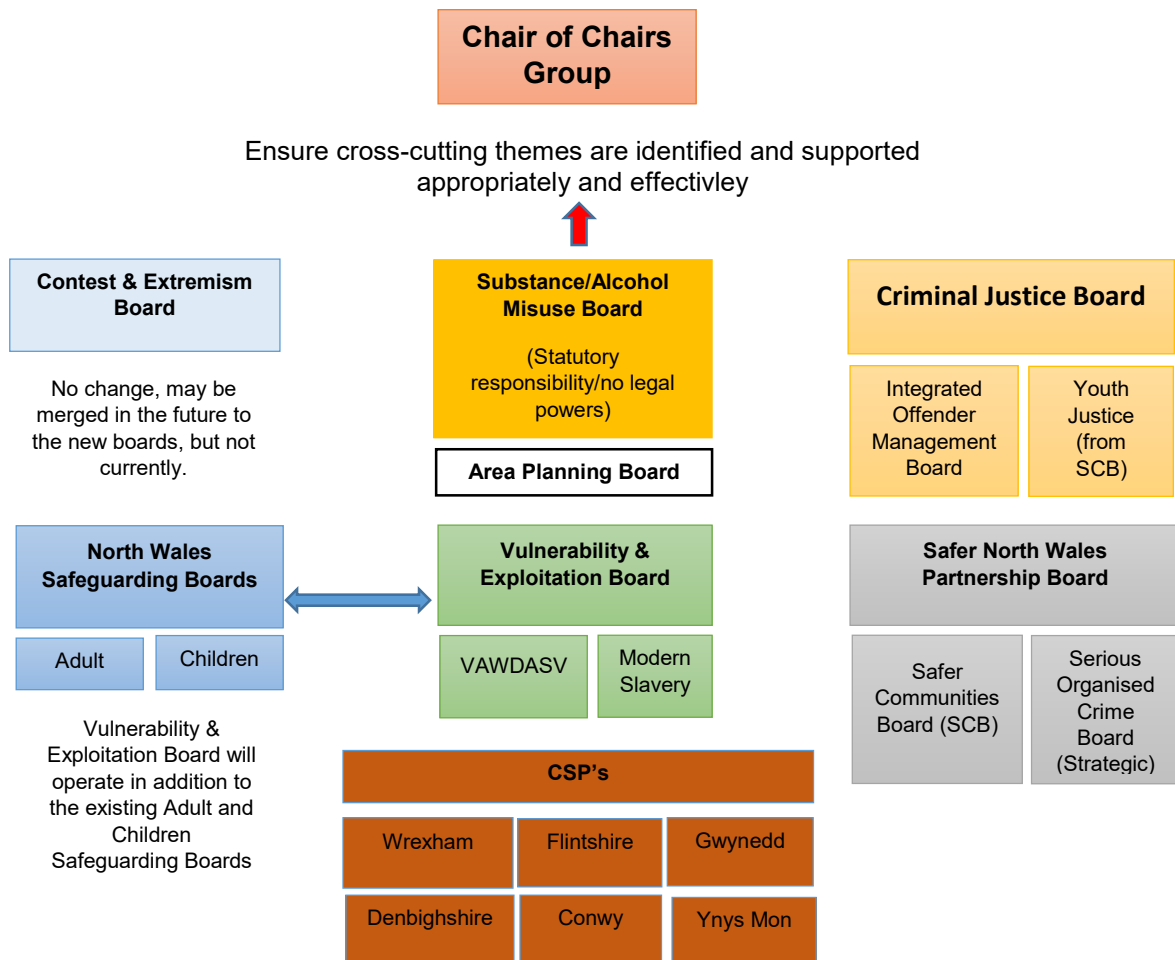 Chair of Chairs
Group
Ensure cross-cutting themes are identified and supported
appropriately and effectivley
Contest & Extremism
Board
No change, may be
merged in the future to
the new boards, but not
currently.
Substance/Alcohol
Misuse Board
(Statutory
responsibility/no legal
powers)
Area Planning Board
Criminal Justice Board
Integrated
Offender
Management
Board
Youth
Justice
(from
SCB)
North Wales
Safeguarding Boards
Adult
Children
Vulnerability &
Exploitation Board will
operate in addition to
the existing Adult and
Children
Safeguarding Boards
Vulnerability &
Exploitation Board
VAWDASV
Modern
Slavery
Safer North Wales
Partnership Board
Safer
Communities
Board (SCB)
Serious
Organised
Crime
Board
(Strategic)
CSP’s
Wrexham
Flintshire
Gwynedd
Denbighshire
Conwy
Ynys Mon